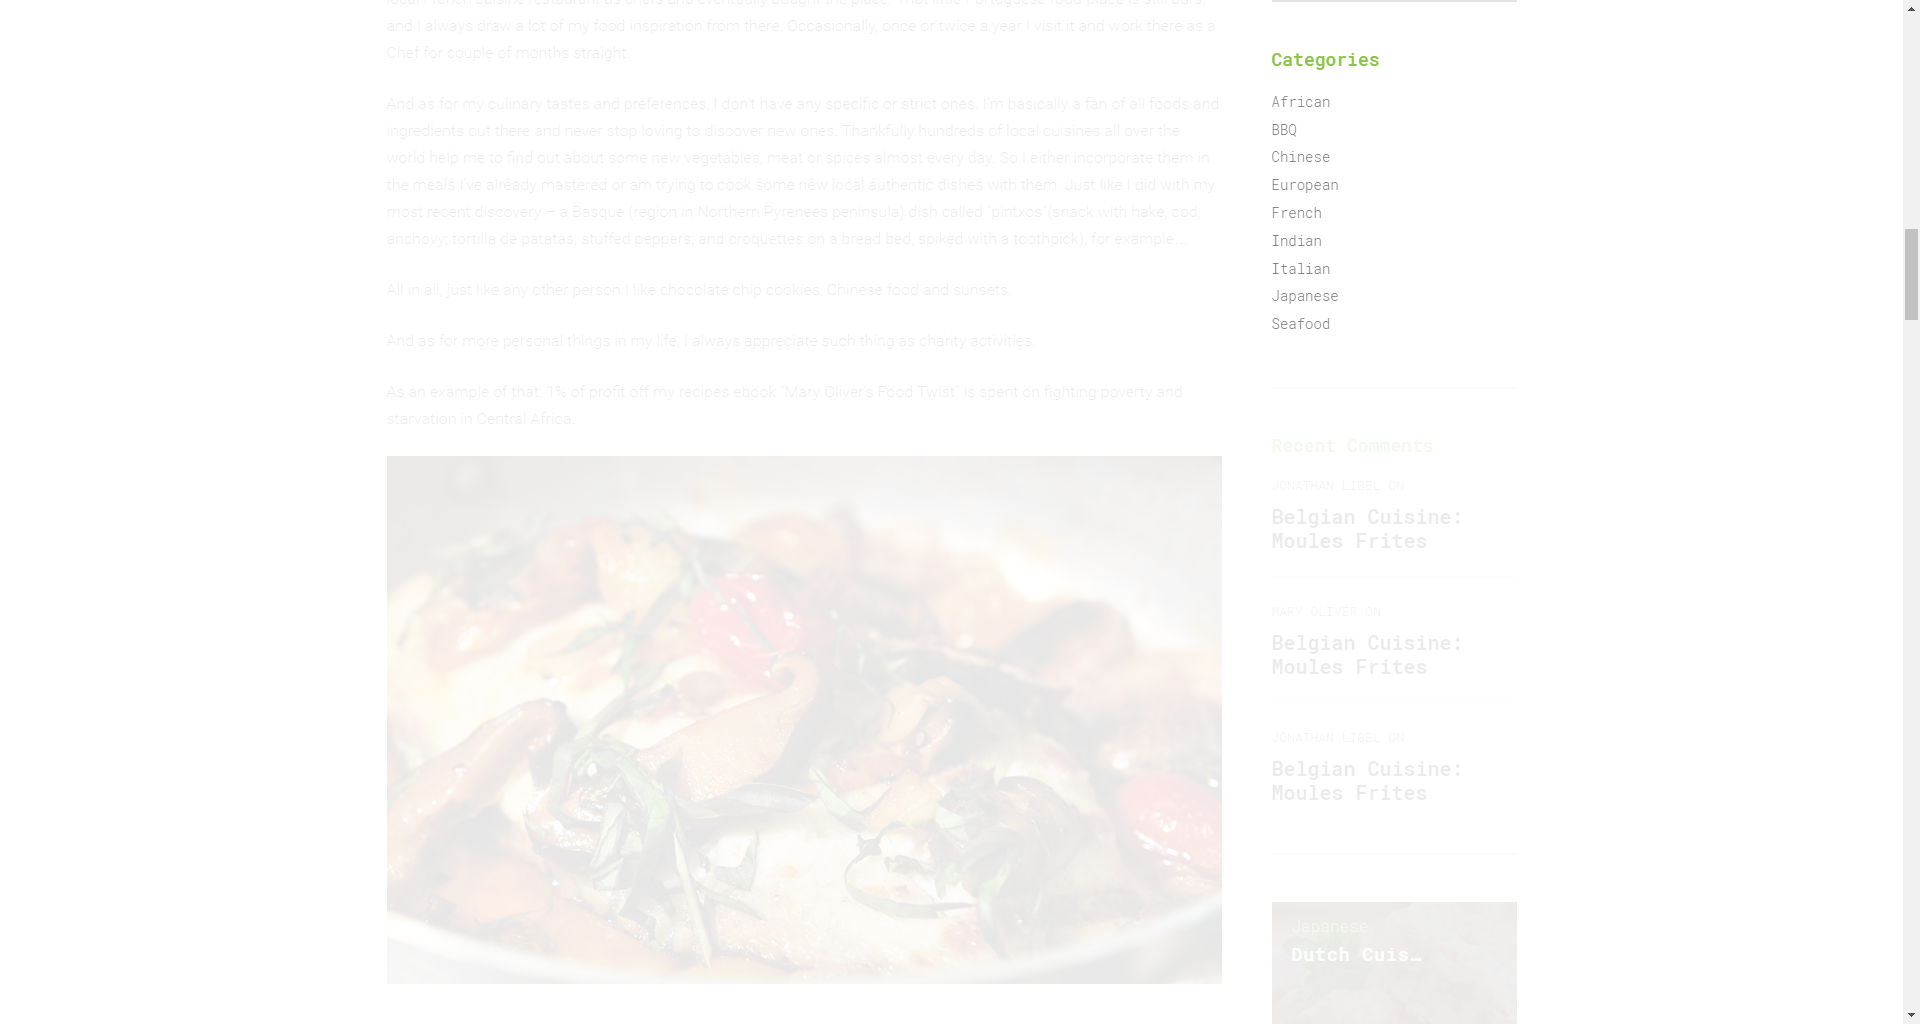 and I always draw a lot of my food inspiration from there. Occasionally, once or twice a year I visit it and work there as a
Chef for couple of months straight.
And as for my culinary tastes and preferences, I don't have any specific or strict ones. I'm basically a fan of all foods and
ingredients out there and never stop loving to discover new ones. Thankfully hundreds of local cuisines all over the
world help me to find out about some new vegetables, meat or spices almost every day. So I either incorporate them in
the meals I've already mastered or am trying to cook some new local authentic dishes with them. Just like I did with my
most recent discovery – a Basque (region in Northern Pyrenees peninsula) dish called "pintxos"(snack with hake, cod,
anchovy; tortilla de patatas; stuffed peppers; and croquettes on a bread bed, spiked with a toothpick), for example...
All in all, just like any other person I like chocolate chip cookies, Chinese food and sunsets.
And as for more personal things in my life, I always appreciate such thing as charity activities.
As an example of that: 1% of profit off my recipes ebook "Mary Oliver's Food Twist" is spent on fighting poverty and
starvation in Central Africa.
Categories
African
BBQ
Chinese
European
French
Indian
Italian
Japanese
Seafood
Recent Comments
JONATHAN LIBEL ON
Belgian Cuisine:
Moules Frites
MARY OLIVER ON
Belgian Cuisine:
Moules Frites
JONATHAN LIBEL ON
Belgian Cuisine:
Moules Frites
Japanese
Dutch Cuis…